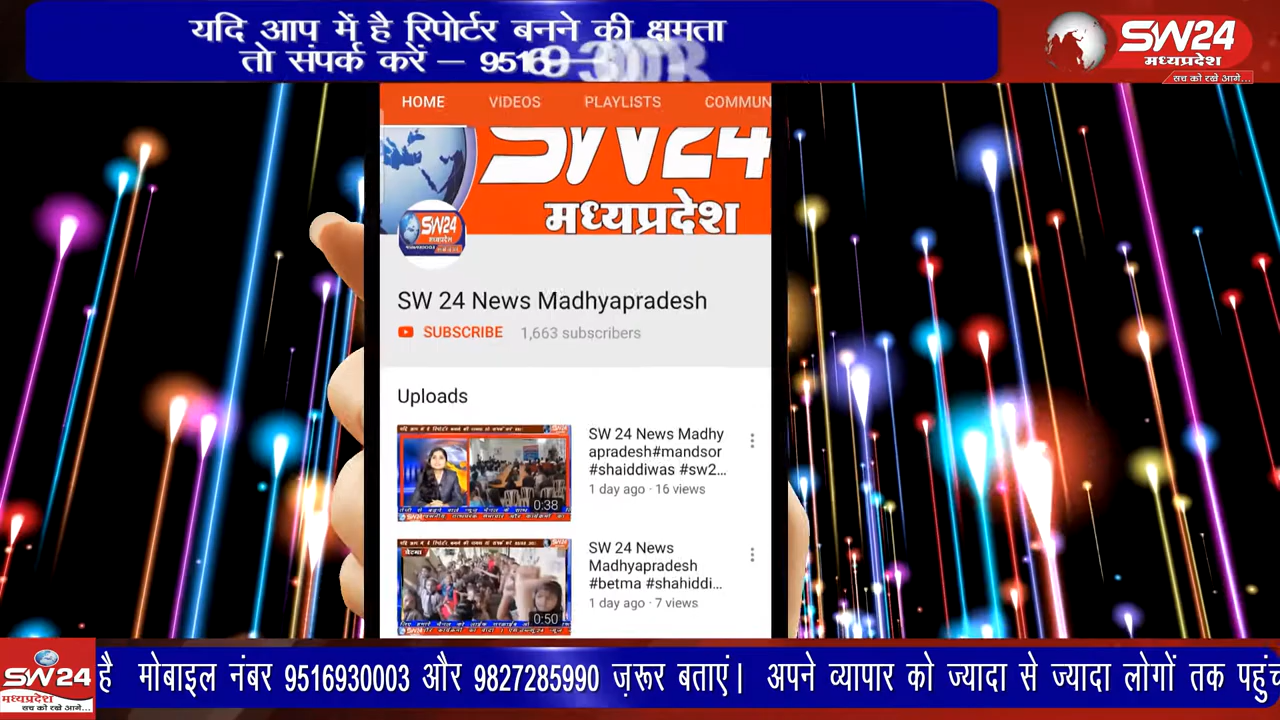 यदि आप में है रिपोर्टर बनने की क्षमता
तो संपर्क करें – 9516
SW24
मध्यप्रदेश
सच को रखे आगे...
HOME VIDEOS PLAYLISTS COMMUN
SW24
मध्यप्रदेश
SW24
SW 24 News Madhyapradesh
SUBSCRIBE 1,663 subscribers
Uploads
SW 24 News Madhy
apradesh#mandsor
#shaiddiwas #sw2...
1 day ago · 16 views
0:38
SW 24 News
Madhyapradesh
#betma #shahiddi...
1 day ago · 7 views
बेटमा
0:50
SW24
मध्यप्रदेश
सच को रखे आगे...
है मोबाइल नंबर 9516930003 और 9827285990 ज़रूर बताएं। अपने व्यापार को ज्यादा से ज्यादा लोगों तक पहुंच